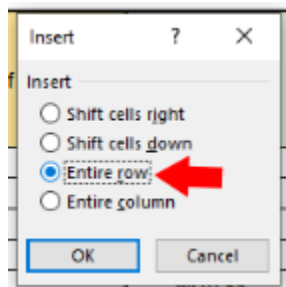 Insert ? ×
f
Insert
Shift cells right
Shift cells down
Entire row
Entire column
OK Cancel